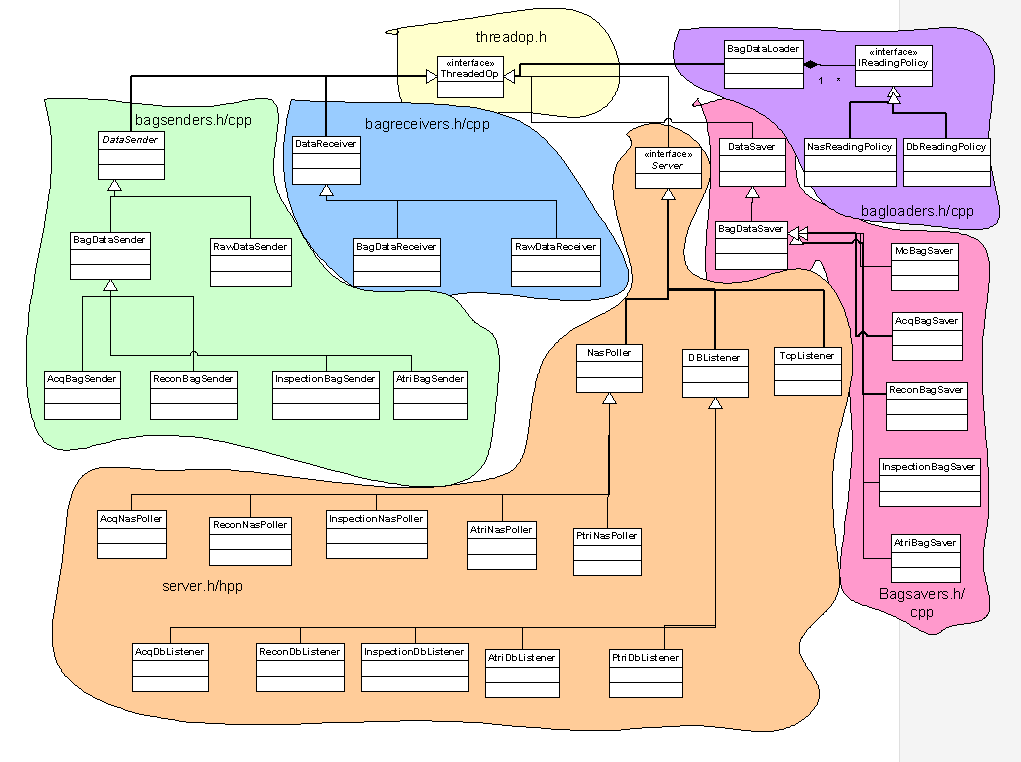 threadop.h
«interface»
ThreadedOp
BagDataLoader
1 *
«interface»
IReadingPolicy
NasReadingPolicy
DbReadingPolicy
bagloaders.h/cpp
bagsenders.h/cpp
DataSender
BagDataSender
RawDataSender
AcqBagSender
ReconBagSender
InspectionBagSender
AtriBagSender
bagreceivers.h/cpp
DataReceiver
BagDataReceiver
RawDataReceiver
«interface»
Server
DataSaver
BagDataSaver
McBagSaver
AcqBagSaver
ReconBagSaver
InspectionBagSaver
AtriBagSaver
Bagsavers.h/
cpp
NasPoller
DBListener
TcpListener
AcqNasPoller
ReconNasPoller
InspectionNasPoller
AtriNasPoller
PtriNasPoller
server.h/hpp
AcqDbListener
ReconDbListener
InspectionDbListener
AtriDbListener
PtriDbListener